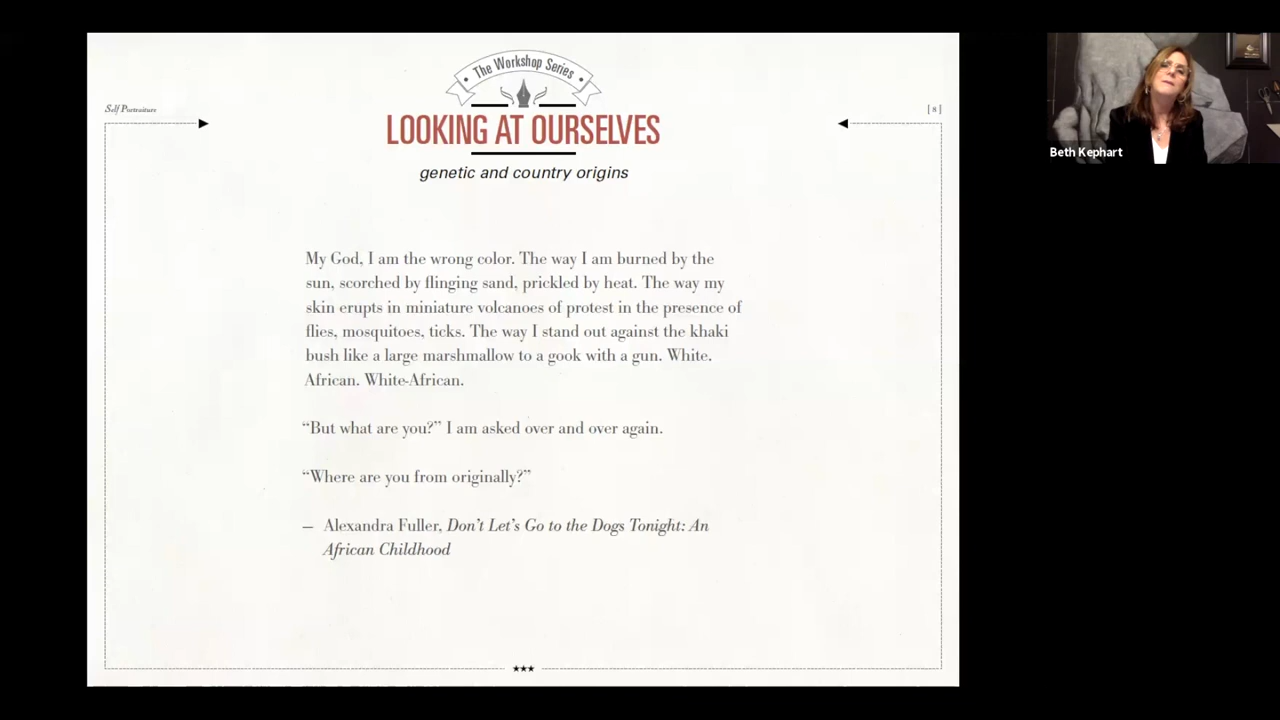 The Workshop Series
Self Portraiture
[ 8 ]
LOOKING AT OURSELVES
genetic and country origins
My God, I am the wrong color. The way I am burned by the
sun, scorched by flinging sand, prickled by heat. The way my
skin erupts in miniature volcanoes of protest in the presence of
flies, mosquitoes, ticks. The way I stand out against the khaki
bush like a large marshmallow to a gook with a gun. White.
African. White-African.
“But what are you?” I am asked over and over again.
“Where are you from originally?”
— Alexandra Fuller, Don’t Let’s Go to the Dogs Tonight: An
African Childhood
Beth Kephart